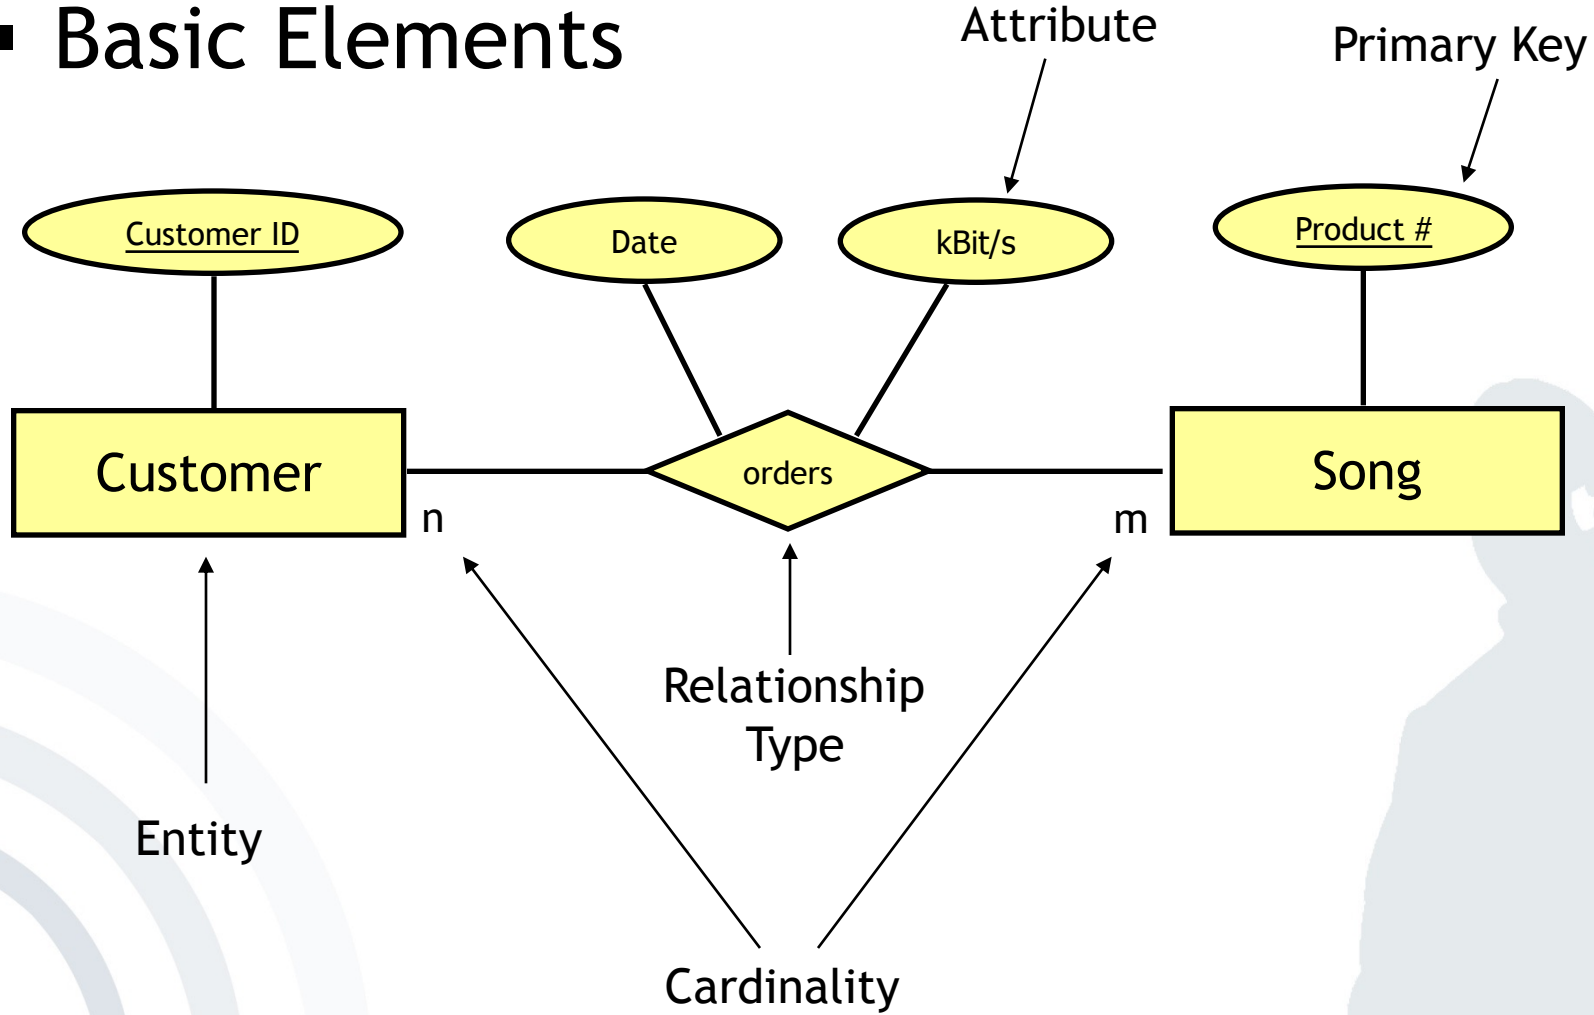 Basic Elements
Attribute
Primary Key
Customer ID
Date
kBit/s
Product #
Customer
orders
Song
n
m
Relationship
Type
Entity
Cardinality